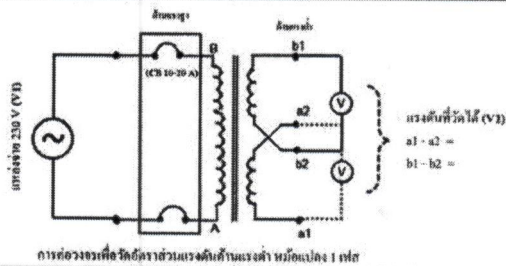 ด้านแรงสูง
ด้านแรงต่ำ
B
b1
(CB 10-20 A)
V
แหล่งจ่าย 230 V (V1)
a2
แรงดันที่วัดได้ (V2)
a1 - a2 =
b2
b1 - b2 =
V
A
a1
การต่อวงจรเพื่อวัดอัตราส่วนแรงดันด้านแรงต่ำ หม้อแปลง 1 เฟส